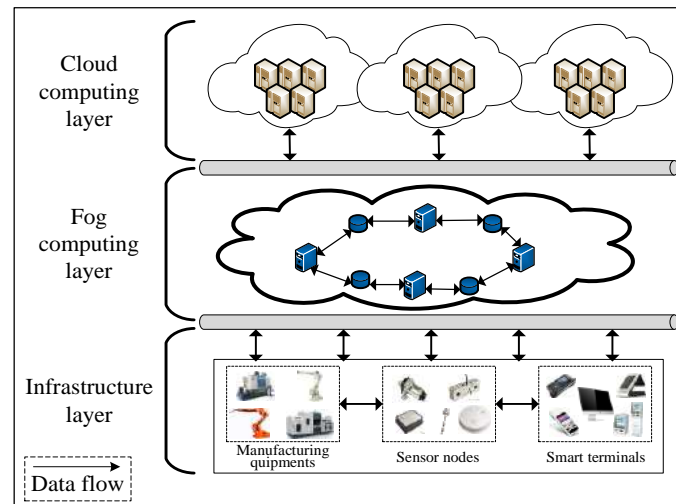 Cloud
computing
layer
Fog
computing
layer
Infrastructure
layer
Manufacturing
quipments
Sensor nodes
Smart terminals
Data flow